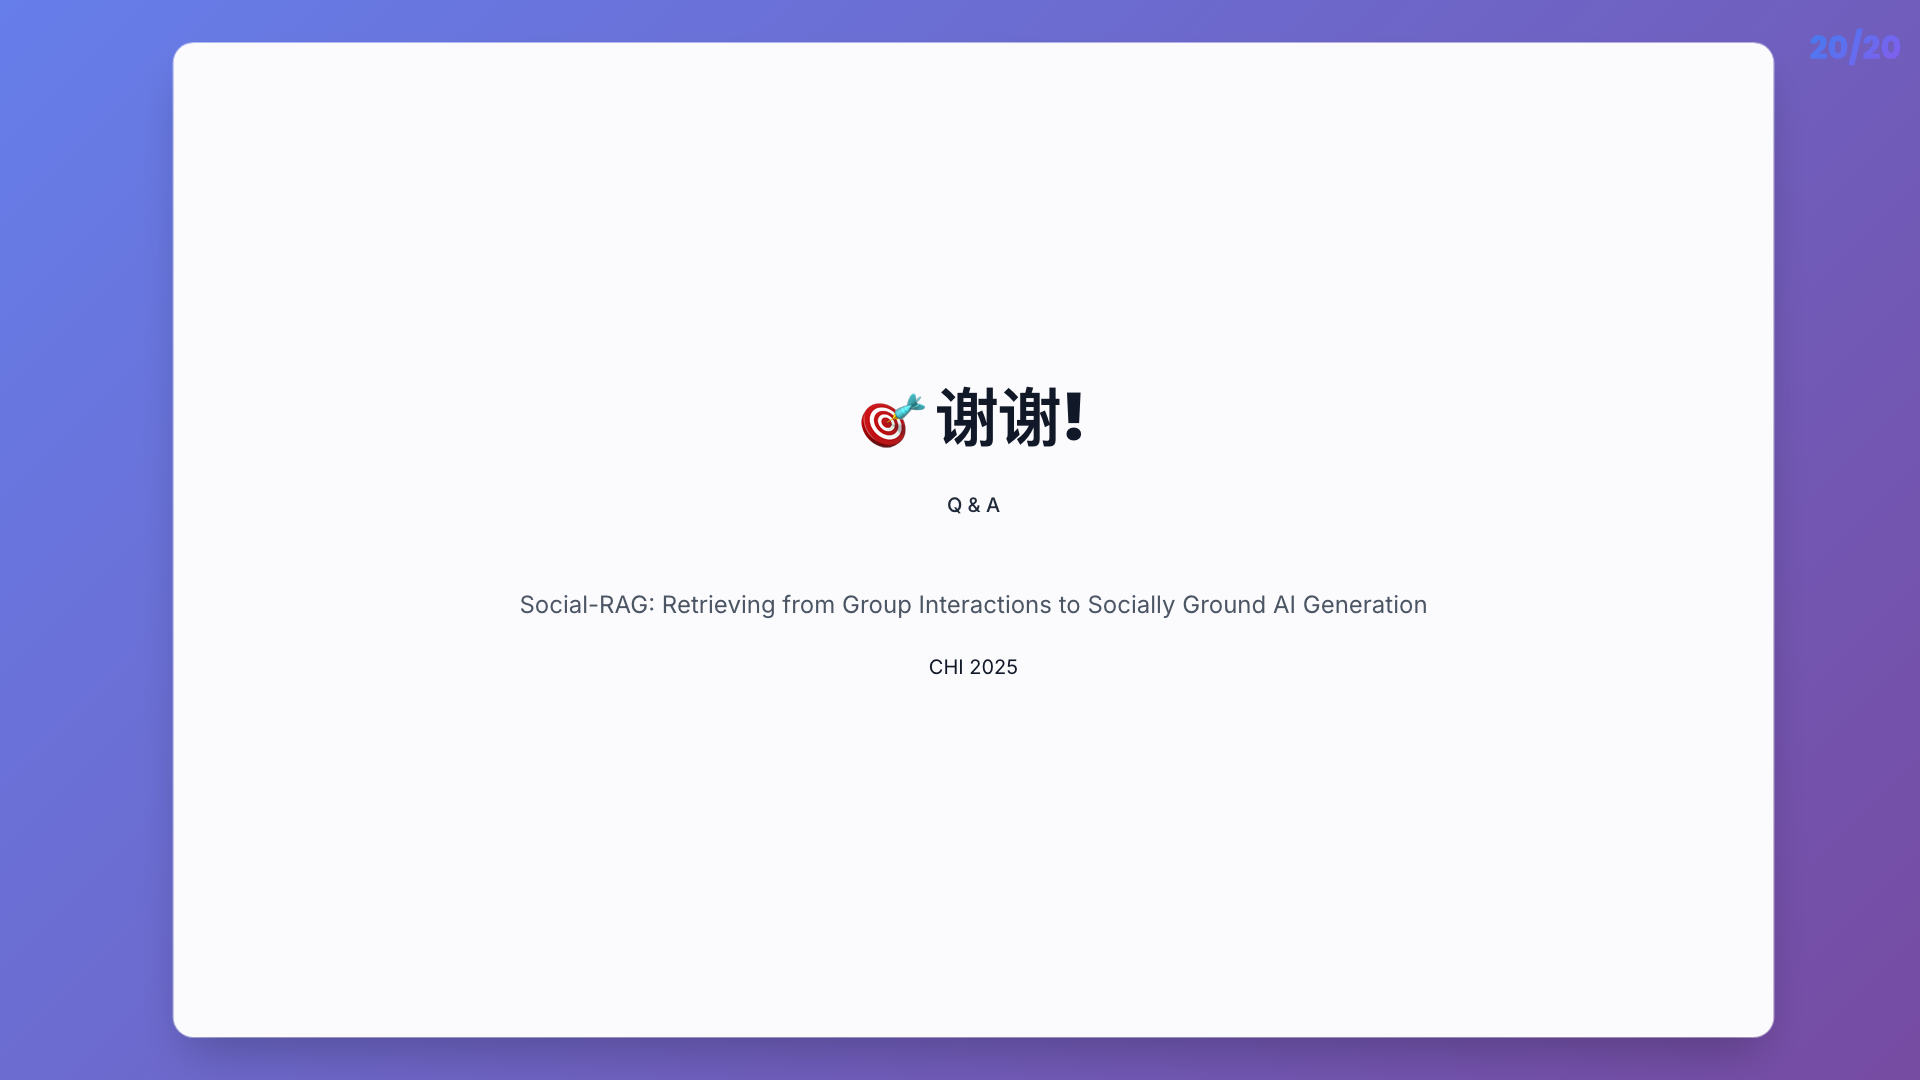 20/20
🎯 谢谢!
Q & A
Social-RAG: Retrieving from Group Interactions to Socially Ground AI Generation
CHI 2025